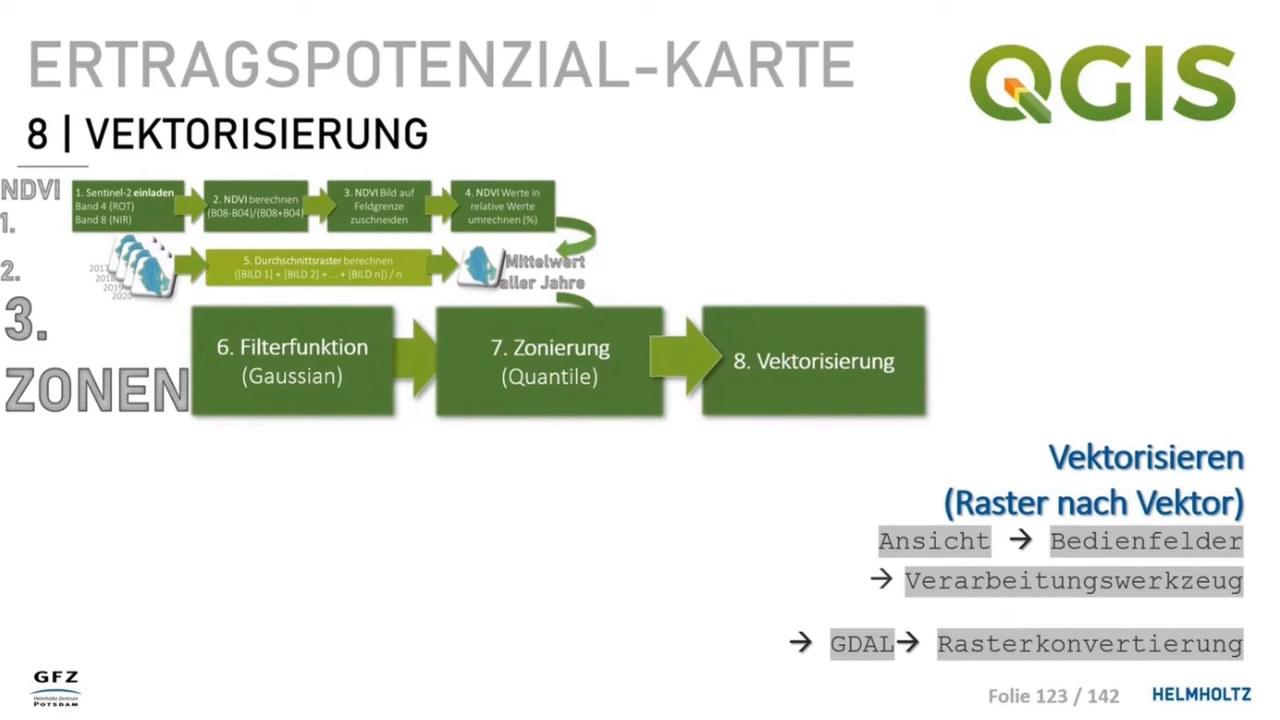 ERTRAGSPOTENZIAL-KARTE
QGIS
8 | VEKTORISIERUNG
NDVI
1.
1. Sentinel-2 einladen
Band 4 (ROT)
Band 8 (NIR)
2. NDVI berechnen
(B08-B04)/(B08+B04)
3. NDVI Bild auf
Feldgrenze
zuschneiden
4. NDVI Werte in
relative Werte
umrechnen (%)
2.
2017
2018
2019
2020
5. Durchschnittsraster berechnen
([BILD 1] + [BILD 2] + ... + [BILD n]) / n
Mittelwert
aller Jahre
3.
ZONEN
6. Filterfunktion
(Gaussian)
7. Zonierung
(Quantile)
8. Vektorisierung
Vektorisieren
(Raster nach Vektor)
Ansicht → Bedienfelder
→ Verarbeitungswerkzeug
→ GDAL→ Rasterkonvertierung
GFZ
Helmholtz-Zentrum
POTSDAM
Folie 123 / 142
HELMHOLTZ